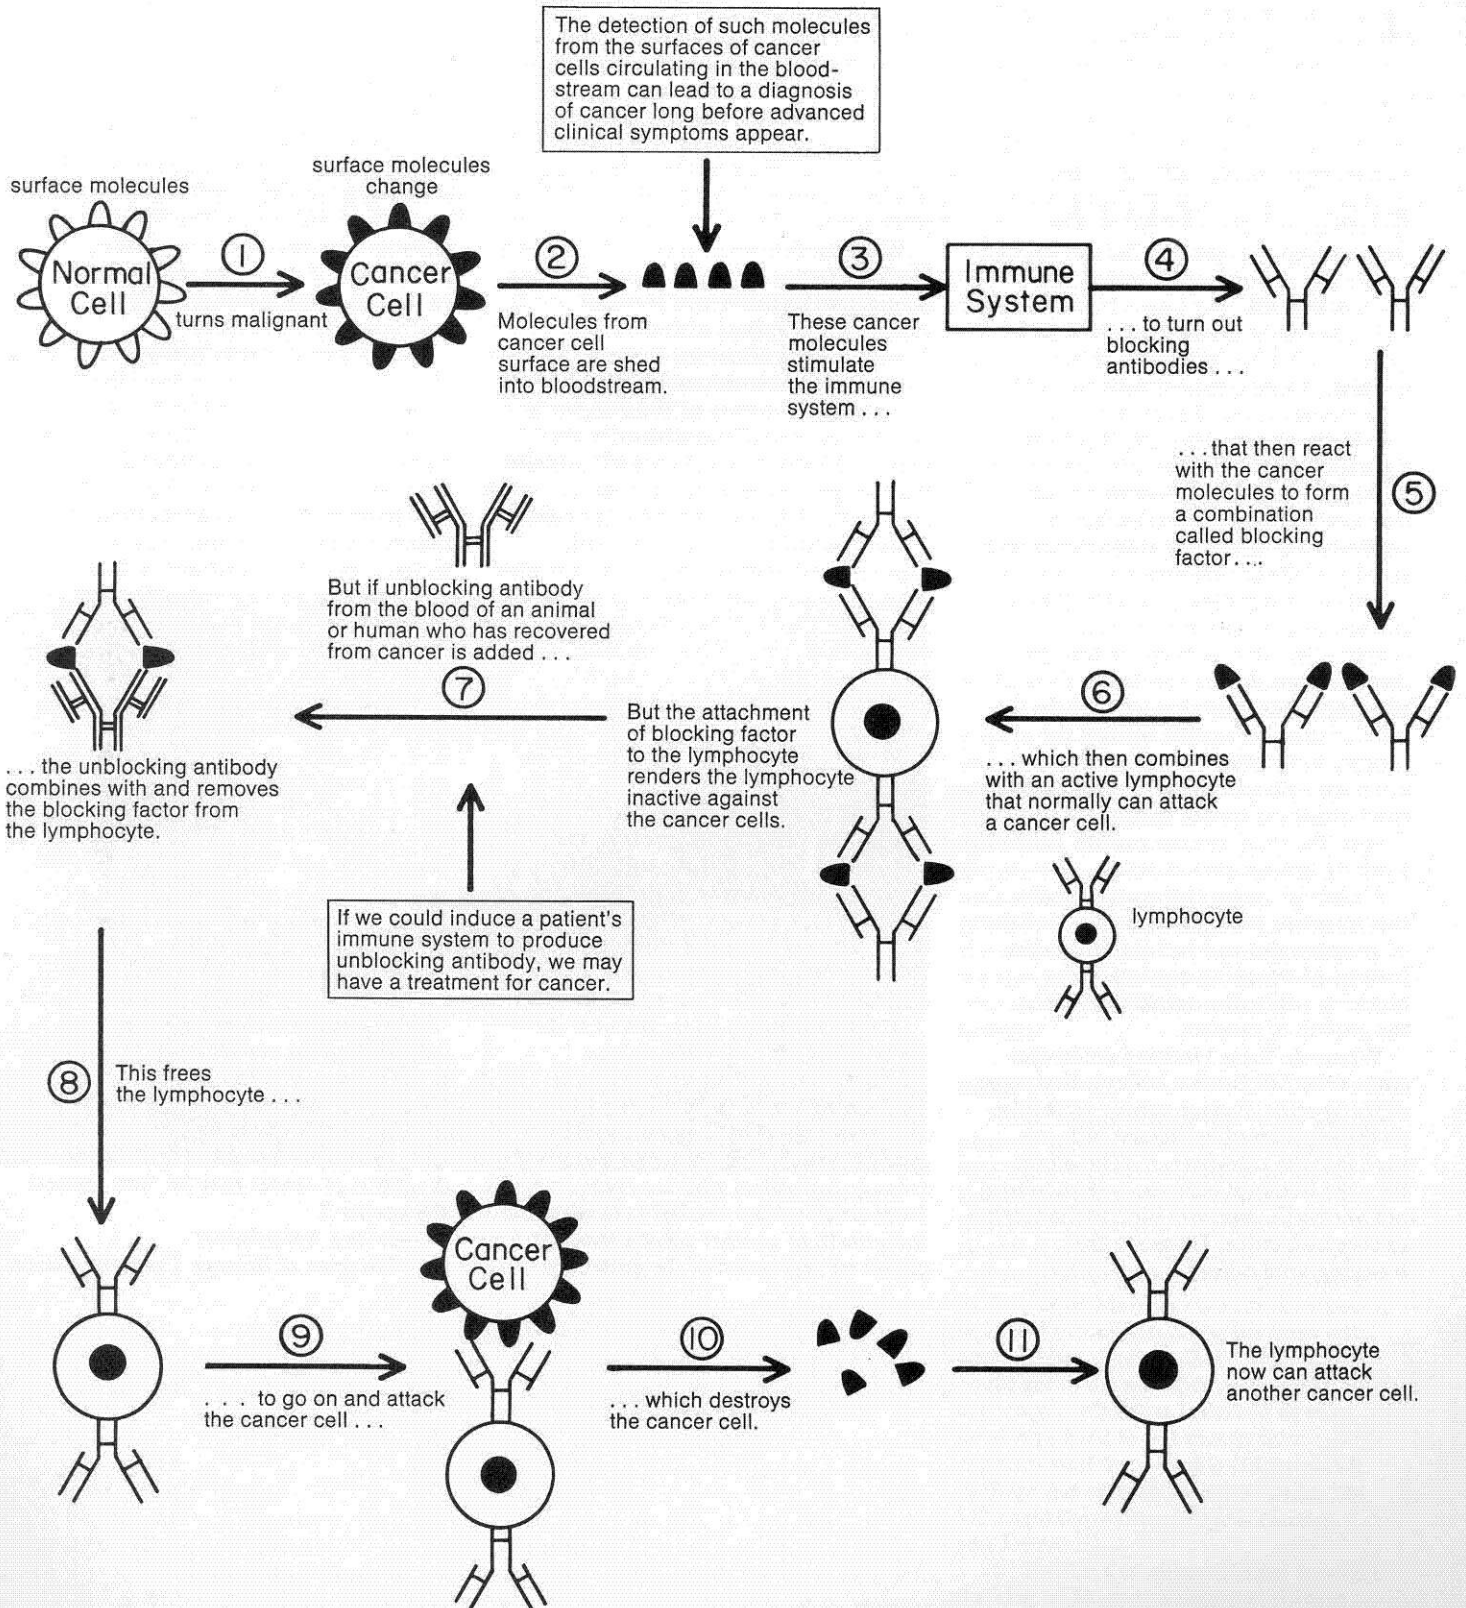 The detection of such molecules
from the surfaces of cancer
cells circulating in the blood-
stream can lead to a diagnosis
of cancer long before advanced
clinical symptoms appear.
surface molecules
Normal
Cell
①
turns malignant
surface molecules
change
Cancer
Cell
②
Molecules from
cancer cell
surface are shed
into bloodstream.
③
These cancer
molecules
stimulate
the immune
system . . .
Immune
System
④
. . . to turn out
blocking
antibodies . . .
. . . that then react
with the cancer
molecules to form
a combination
called blocking
factor . . .
⑤
⑥
. . . which then combines
with an active lymphocyte
that normally can attack
a cancer cell.
lymphocyte
But the attachment
of blocking factor
to the lymphocyte
renders the lymphocyte
inactive against
the cancer cells.
But if unblocking antibody
from the blood of an animal
or human who has recovered
from cancer is added . . .
⑦
If we could induce a patient's
immune system to produce
unblocking antibody, we may
have a treatment for cancer.
. . . the unblocking antibody
combines with and removes
the blocking factor from
the lymphocyte.
⑧
This frees
the lymphocyte . . .
⑨
. . . to go on and attack
the cancer cell . . .
Cancer
Cell
⑩
. . . which destroys
the cancer cell.
⑪
The lymphocyte
now can attack
another cancer cell.